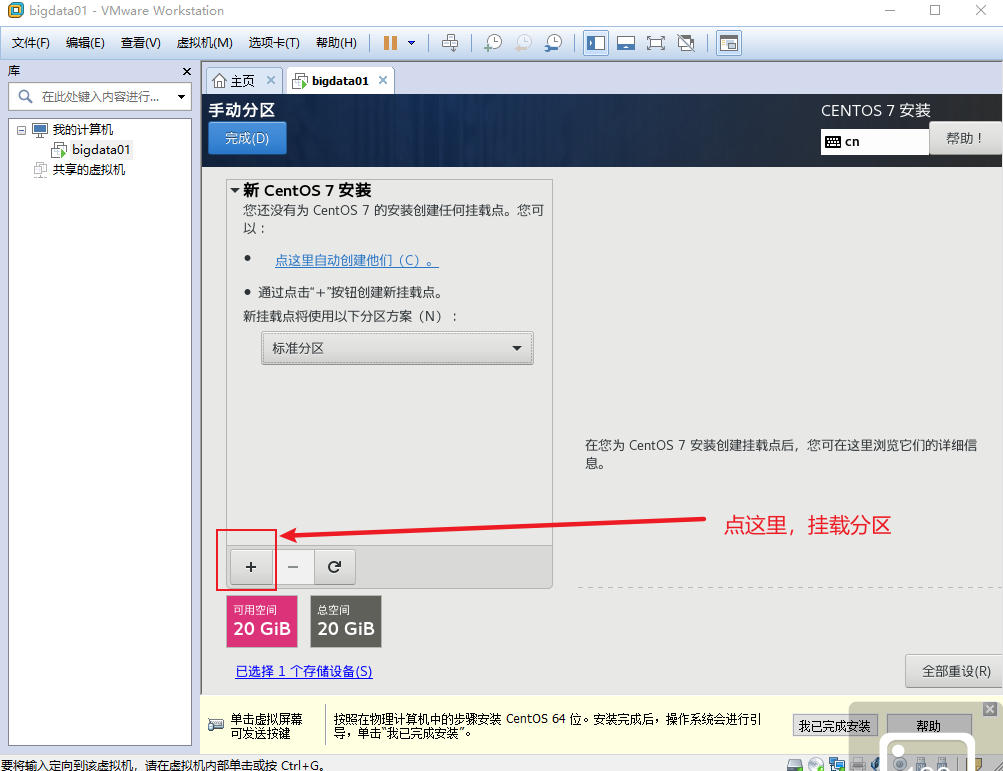 bigdata01 - VMware Workstation
文件(F) 编辑(E) 查看(V) 虚拟机(M) 选项卡(T) 帮助(H)
库
在此处键入内容进行...
我的计算机
bigdata01
共享的虚拟机
主页
bigdata01
手动分区
完成(D)
CENTOS 7 安装
cn
帮助！
新 CentOS 7 安装
您还没有为 CentOS 7 的安装创建任何挂载点。您可
以：
点这里自动创建他们（C）。
通过点击“+”按钮创建新挂载点。
新挂载点将使用以下分区方案（N）：
标准分区
在您为 CentOS 7 安装创建挂载点后，您可在这里浏览它们的详细信
息。
点这里，挂载分区
+ −
可用空间
20 GiB
总空间
20 GiB
已选择 1 个存储设备(S)
全部重设(R)
单击虚拟屏幕
可发送按键
按照在物理计算机中的步骤安装 CentOS 64 位。安装完成后，操作系统会进行引
导，单击“我已完成安装”。
我已完成安装
帮助
要将输入定向到该虚拟机，请在虚拟机内部单击或按 Ctrl+G。